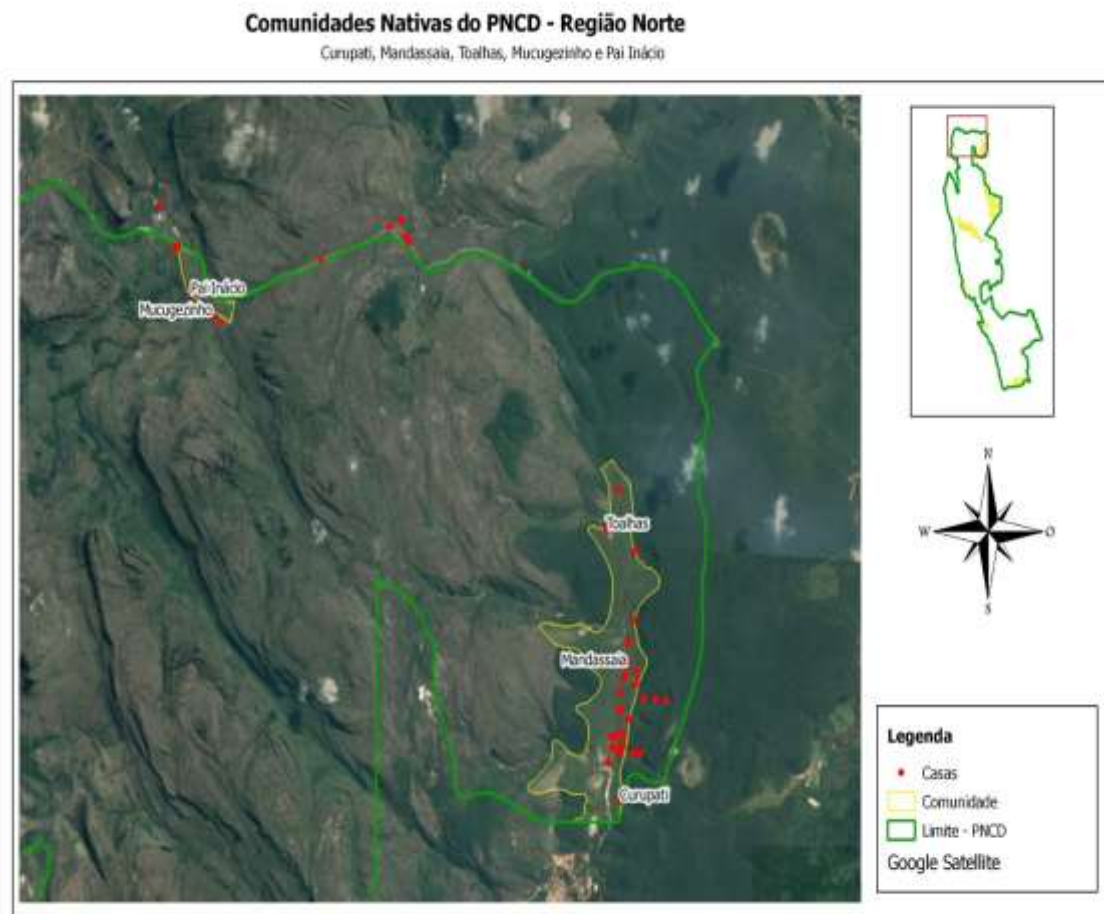 Comunidades Nativas do PNCD - Região Norte
Curupati, Mandassaia, Toalhas, Mucugezinho e Pai Inácio
Pai Inácio
Mucugezinho
Toalhas
Mandassaia
Curupati
N
W
O
S
Legenda
Casas
Comunidade
Limite - PNCD
Google Satellite